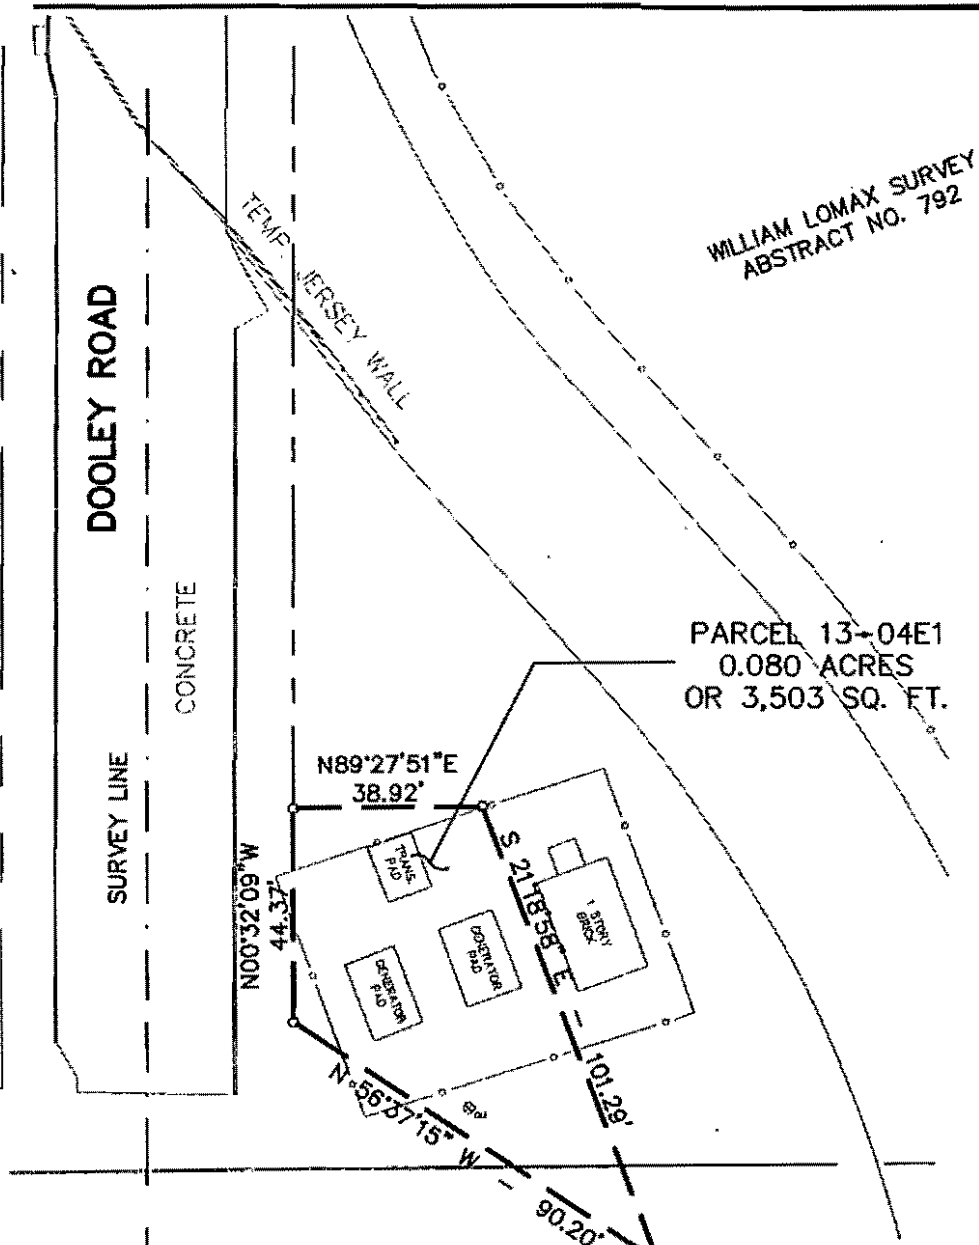 WILLIAM LOMAX SURVEY
ABSTRACT NO. 792
TEMP. JERSEY WALL
DOOLEY ROAD
CONCRETE
SURVEY LINE
PARCEL 13-04E1
0.080 ACRES
OR 3,503 SQ. FT.
N89°27'51"E
38.92'
N00°32'09"W
44.37'
TRANS.
PAD
S 21°18'58" E - 101.29'
1 STORY
BRICK
GENERATOR
PAD
GENERATOR
PAD
N 56°37'15" W - 90.20'